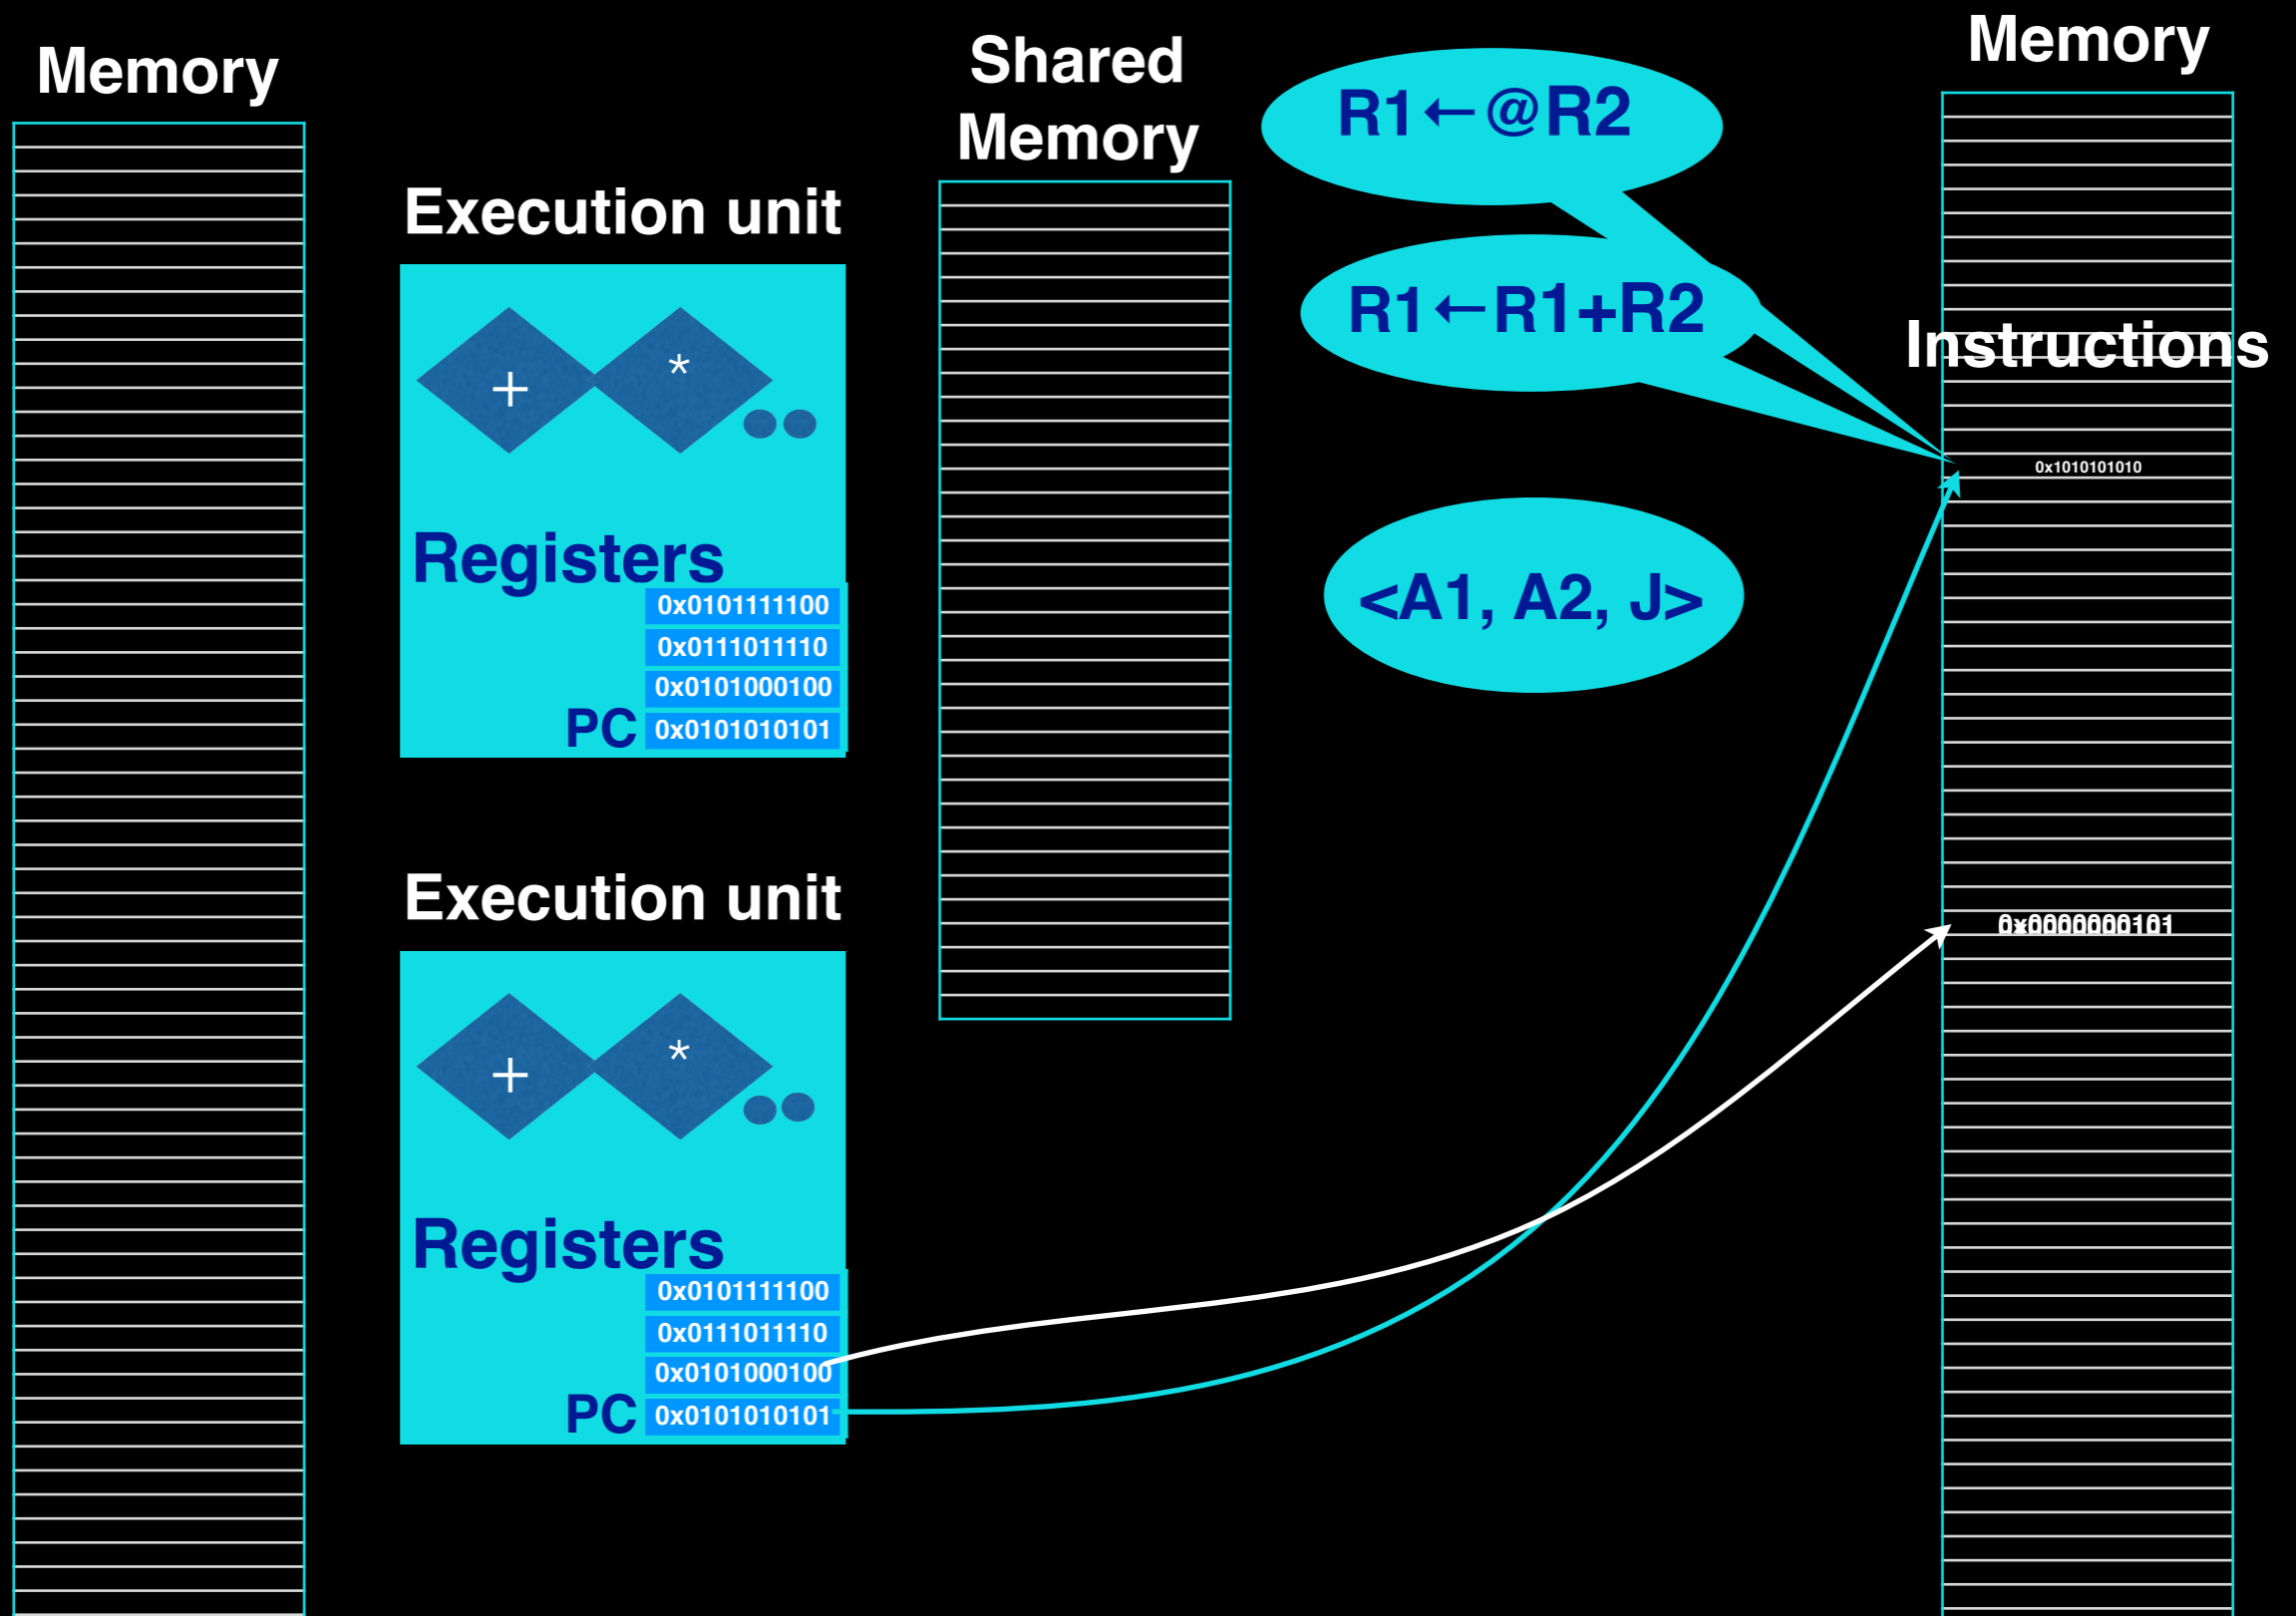 Memory
Execution unit
+
*
Registers
0x0101111100
0x0111011110
0x0101000100
PC 0x0101010101
Execution unit
+
*
Registers
0x0101111100
0x0111011110
0x0101000100
PC 0x0101010101
Shared
Memory
R1←@R2
R1←R1+R2
<A1, A2, J>
Memory
Instructions
0x1010101010